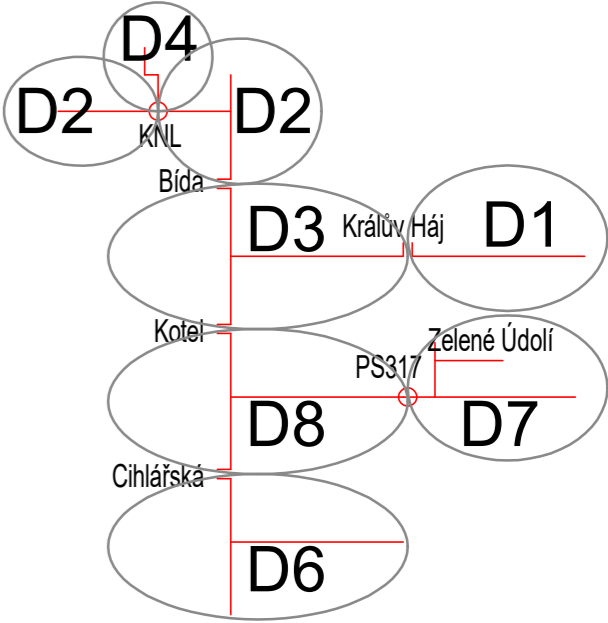 D4
D2
D2
KNL
Bída
D3
Králův Háj
D1
Kotel
Zelené Údolí
PS317
D8
D7
Cihlářská
D6